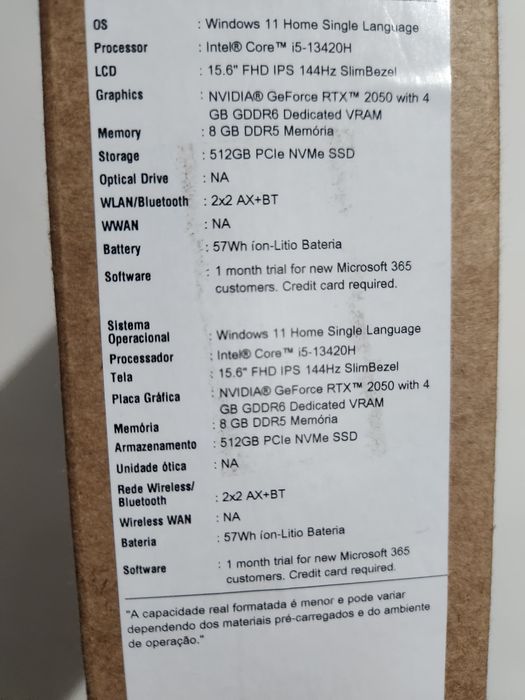 OS : Windows 11 Home Single Language
Processor : Intel® Core™ i5-13420H
LCD : 15.6" FHD IPS 144Hz SlimBezel
Graphics : NVIDIA® GeForce RTX™ 2050 with 4
GB GDDR6 Dedicated VRAM
Memory : 8 GB DDR5 Memória
Storage : 512GB PCIe NVMe SSD
Optical Drive : NA
WLAN/Bluetooth : 2x2 AX+BT
WWAN : NA
Battery : 57Wh íon-Litio Bateria
Software : 1 month trial for new Microsoft 365
customers. Credit card required.
Sistema
Operacional : Windows 11 Home Single Language
Processador : Intel® Core™ i5-13420H
Tela : 15.6" FHD IPS 144Hz SlimBezel
Placa Gráfica : NVIDIA® GeForce RTX™ 2050 with 4
GB GDDR6 Dedicated VRAM
Memória : 8 GB DDR5 Memória
Armazenamento : 512GB PCIe NVMe SSD
Unidade ótica : NA
Rede Wireless/
Bluetooth : 2x2 AX+BT
Wireless WAN : NA
Bateria : 57Wh íon-Litio Bateria
Software : 1 month trial for new Microsoft 365
customers. Credit card required.
"A capacidade real formatada é menor e pode variar
dependendo dos materiais pré-carregados e do ambiente
de operação."